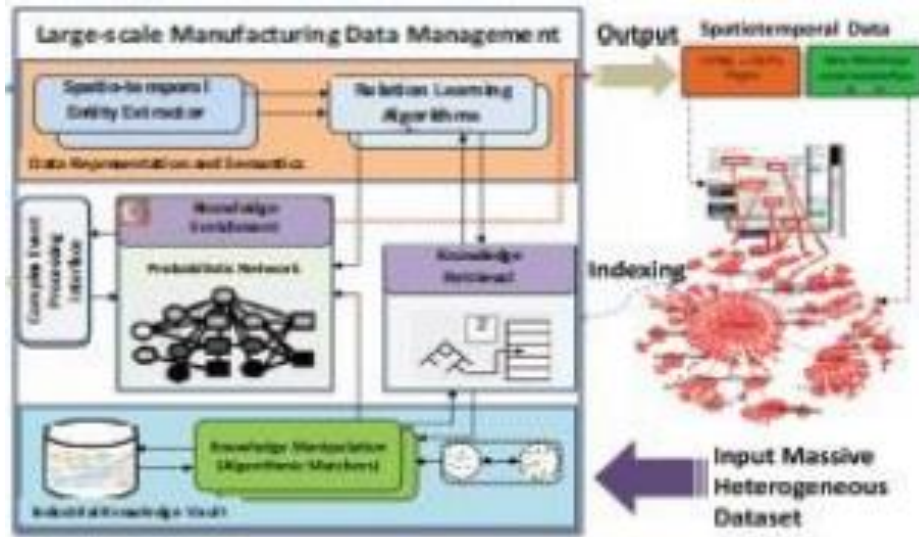 Large-scale Manufacturing Data Management
Output
Spatiotemporal Data
Spatio-temporal
Entity Extractor
Relation Learning
Algorithms
Data Representation and Semantics
Complex Event
Processing
Interface
Knowledge
Enrichment
Probabilistic Network
Knowledge
Retrieval
Indexing
Knowledge Manipulation
(Algorithmic Matchers)
Industrial Knowledge Vault
Input Massive
Heterogeneous
Dataset